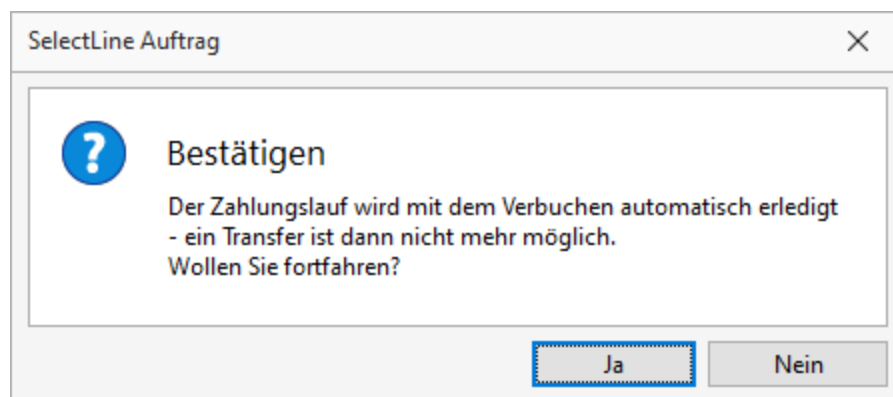 SelectLine Auftrag
Bestätigen
Der Zahlungslauf wird mit dem Verbuchen automatisch erledigt
- ein Transfer ist dann nicht mehr möglich.
Wollen Sie fortfahren?
Ja
Nein